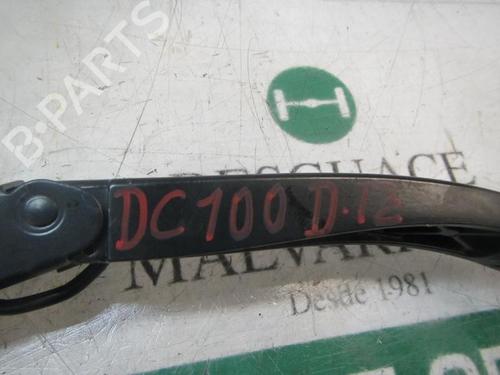 B-PARTS
DESGUACE
DC100 D.12
MALVAR
Desde 1981